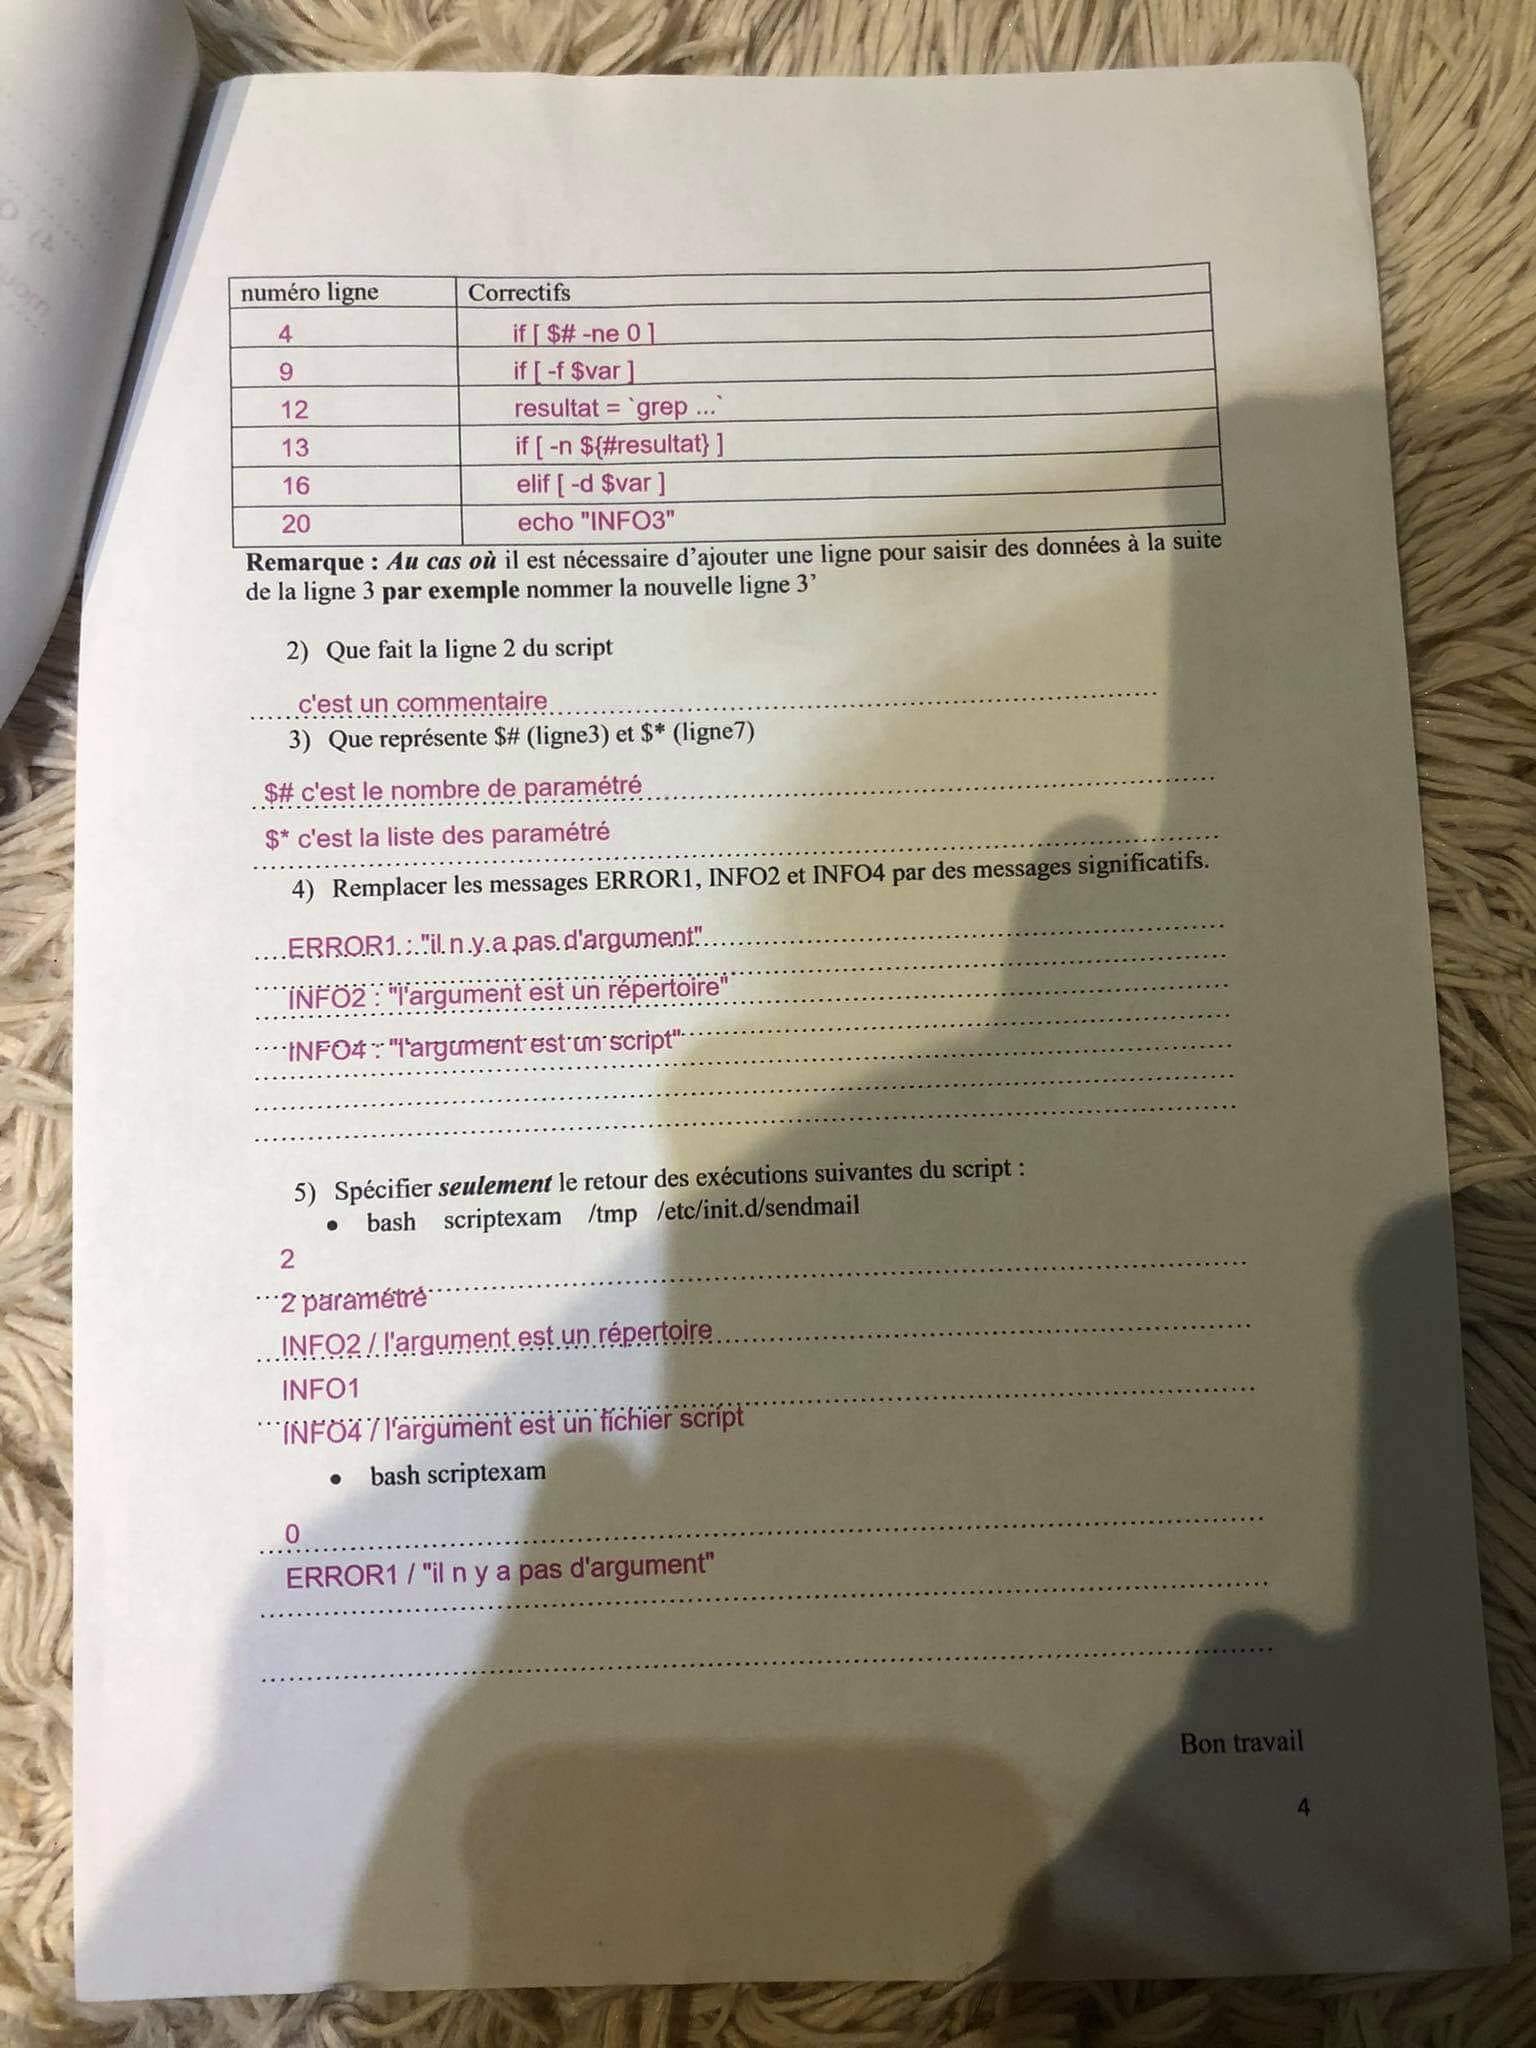 numéro ligne Correctifs
4 if [ $# -ne 0 ]
9 if [ -f $var ]
12 resultat = `grep ...`
13 if [ -n ${#resultat} ]
16 elif [ -d $var ]
20 echo "INFO3"
Remarque : Au cas où il est nécessaire d'ajouter une ligne pour saisir des données à la suite
de la ligne 3 par exemple nommer la nouvelle ligne 3'
2) Que fait la ligne 2 du script
c'est un commentaire
3) Que représente $# (ligne3) et $* (ligne7)
$# c'est le nombre de paramétré
$* c'est la liste des paramétré
4) Remplacer les messages ERROR1, INFO2 et INFO4 par des messages significatifs.
ERROR1 : "il n y a pas d'argument"
INFO2 : "l'argument est un répertoire"
INFO4 : "l'argument est un script"
5) Spécifier seulement le retour des exécutions suivantes du script :
• bash scriptexam /tmp /etc/init.d/sendmail
2
2 paramétré
INFO2 / l'argument est un répertoire
INFO1
INFO4 / l'argument est un fichier script
• bash scriptexam
0
ERROR1 / "il n y a pas d'argument"
Bon travail
4